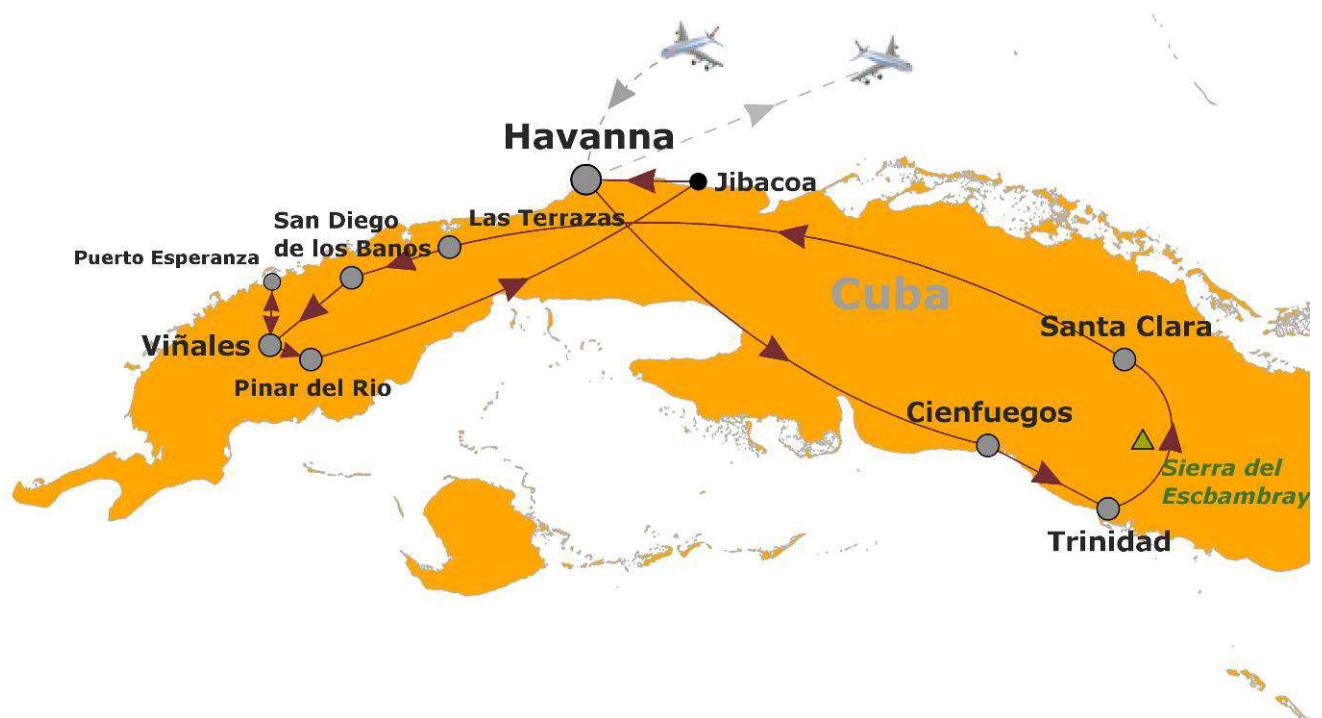 Havanna
Jibacoa
San Diego
de los Banos
Las Terrazas
Puerto Esperanza
Cuba
Viñales
Santa Clara
Pinar del Rio
Cienfuegos
Sierra del
Escbambray
Trinidad